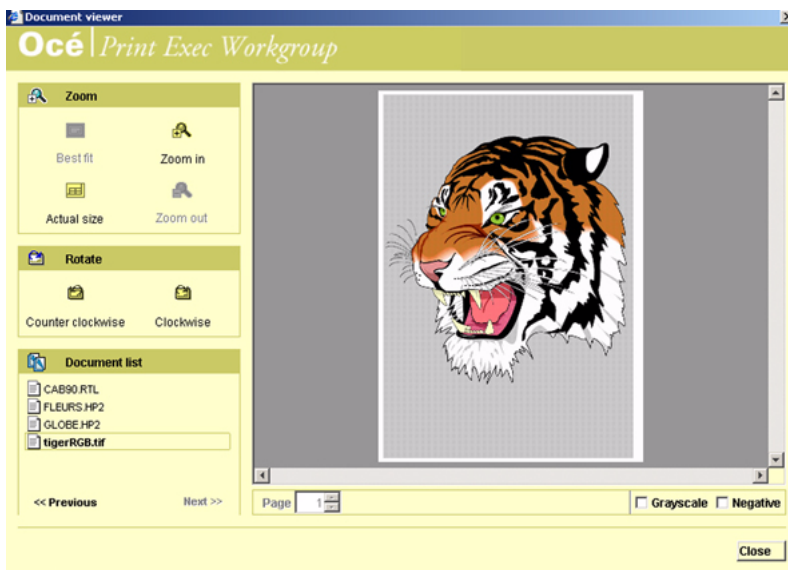 Document viewer
Océ | Print Exec Workgroup
Zoom
Best fit
Zoom in
Actual size
Zoom out
Rotate
Counter clockwise
Clockwise
Document list
CAB90.RTL
FLEURS.HP2
GLOBE.HP2
tigerRGB.tif
<< Previous
Next >>
Page 1
Grayscale
Negative
Close